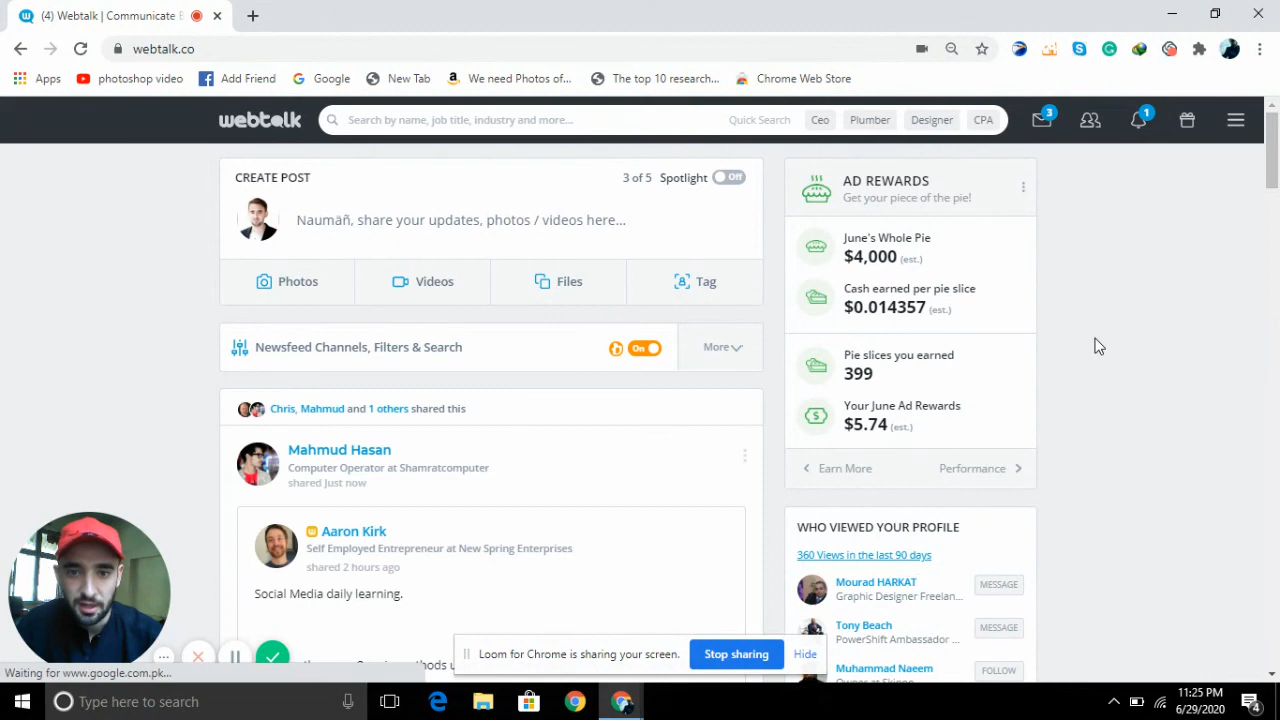 (4) Webtalk | Communicate B
webtalk.co
Apps
photoshop video
Add Friend
Google
New Tab
We need Photos of...
The top 10 research...
Chrome Web Store
webtalk
Search by name, job title, industry and more...
Quick Search
Ceo
Plumber
Designer
CPA
3
1
CREATE POST
3 of 5
Spotlight
Off
Naumäñ, share your updates, photos / videos here...
Photos
Videos
Files
Tag
Newsfeed Channels, Filters & Search
On
More
Chris, Mahmud and 1 others shared this
Mahmud Hasan
Computer Operator at Shamratcomputer
shared Just now
Aaron Kirk
Self Employed Entrepreneur at New Spring Enterprises
shared 2 hours ago
Social Media daily learning.
AD REWARDS
Get your piece of the pie!
June's Whole Pie
$4,000 (est.)
Cash earned per pie slice
$0.014357 (est.)
Pie slices you earned
399
Your June Ad Rewards
$5.74 (est.)
Earn More
Performance
WHO VIEWED YOUR PROFILE
360 Views in the last 90 days
Mourad HARKAT
Graphic Designer Freelan...
MESSAGE
Tony Beach
PowerShift Ambassador ...
MESSAGE
Muhammad Naeem
FOLLOW
Loom for Chrome is sharing your screen.
Stop sharing
Hide
Waiting for www.google.com.pk...
Type here to search
11:25 PM
6/29/2020
4